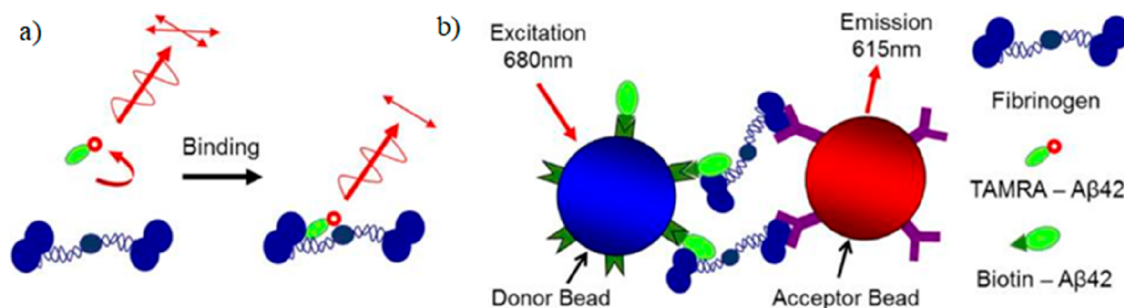 a)
Binding
b)
Excitation
680nm
Emission
615nm
Donor Bead
Acceptor Bead
Fibrinogen
TAMRA – Aβ42
Biotin – Aβ42